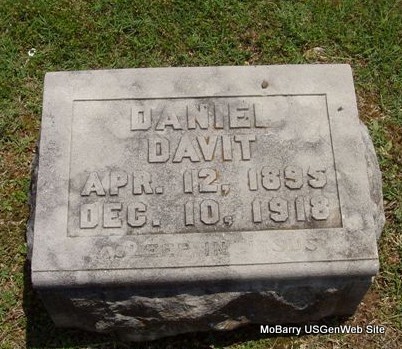 DANIEL
DAVIT
APR. 12, 1895
DEC. 10, 1918
ASLEEP IN JESUS
MoBarry USGenWeb Site